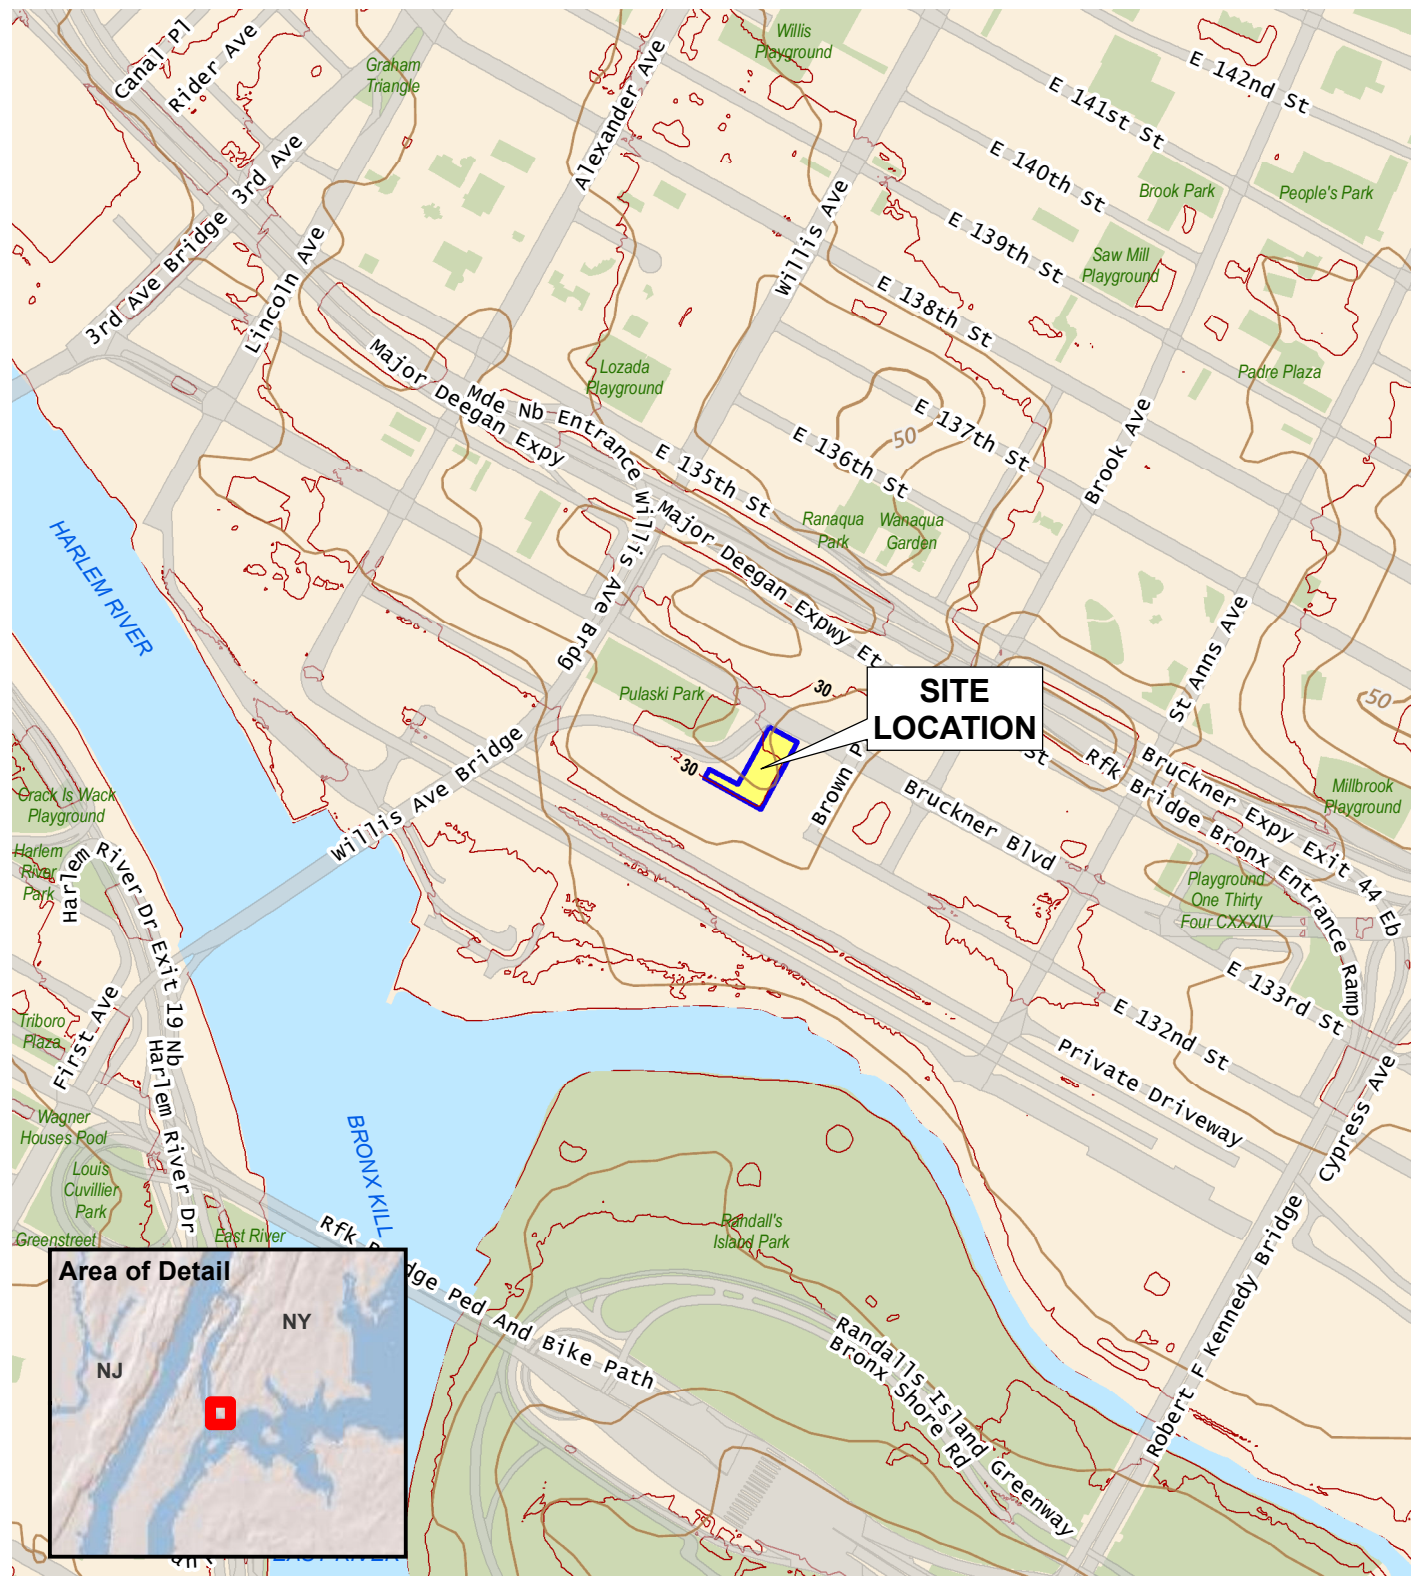 Canal Pl
Rider Ave
Graham
Triangle
Alexander Ave
Willis
Playground
E 142nd St
E 141st St
E 140th St
E 139th St
Brook Park
People's Park
3rd Ave
3rd Ave Bridge
Lincoln Ave
Willis Ave
Saw Mill
Playground
E 138th St
Major Deegan Expy
Mde Nb Entrance
Lozada
Playground
Padre Plaza
E 137th St
50
E 136th St
Brook Ave
E 135th St
Willis Ave Brdg
Major Deegan Expwy Et
Ranaqua
Park
Wanaqua
Garden
HARLEM RIVER
St Anns Ave
Pulaski Park
30
SITE
LOCATION
50
St
30
Brown P
Bruckner Blvd
Rfk Bridge Bronx Entrance Ramp
Bruckner Expy Exit 44 Eb
Millbrook
Playground
Willis Ave Bridge
Crack Is Wack
Playground
Harlem
River
Park
Harlem River Dr Exit 19 Nb
Playground
One Thirty
Four CXXXIV
E 133rd St
E 132nd St
First Ave
Triboro
Plaza
Harlem River Dr
Private Driveway
Cypress Ave
Wagner
Houses Pool
BRONX KILL
Louis
Cuvillier
Park
Greenstreet
East River
Randall's
Island Park
Rfk Bridge Ped And Bike Path
Robert F Kennedy Bridge
Randalls Island Greenway
Bronx Shore Rd
Area of Detail
NY
NJ
EAST RIVER